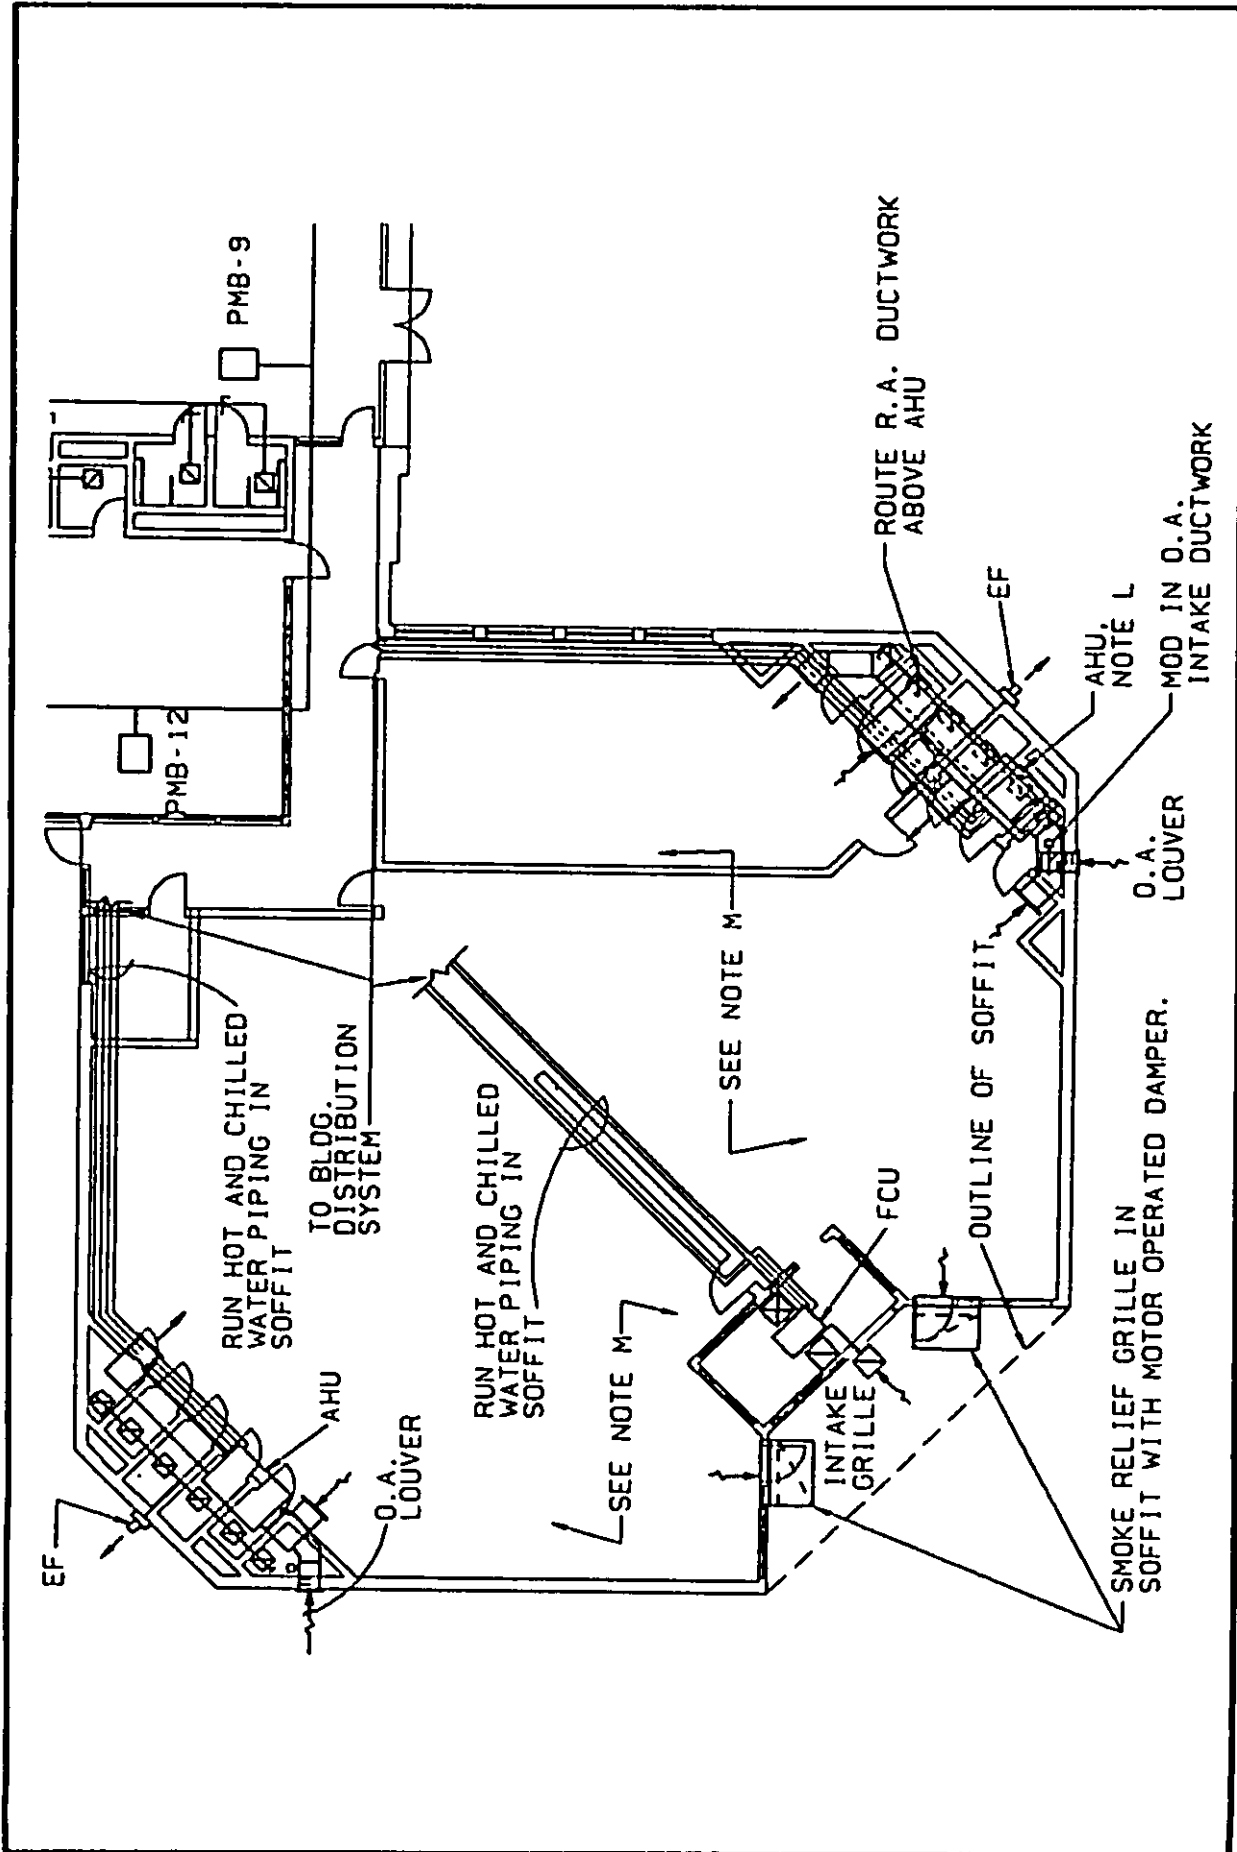 EF
RUN HOT AND CHILLED
WATER PIPING IN
SOFFIT
AHU
O.A.
LOUVER
TO BLDG.
DISTRIBUTION
SYSTEM
PMB-12
PMB-9
RUN HOT AND CHILLED
WATER PIPING IN
SOFFIT
SEE NOTE M
SEE NOTE M
INTAKE
GRILLE
FCU
OUTLINE OF SOFFIT
ROUTE R.A. DUCTWORK
ABOVE AHU
EF
AHU,
NOTE L
MOD IN O.A.
INTAKE DUCTWORK
O.A.
LOUVER
SMOKE RELIEF GRILLE IN
SOFFIT WITH MOTOR OPERATED DAMPER.